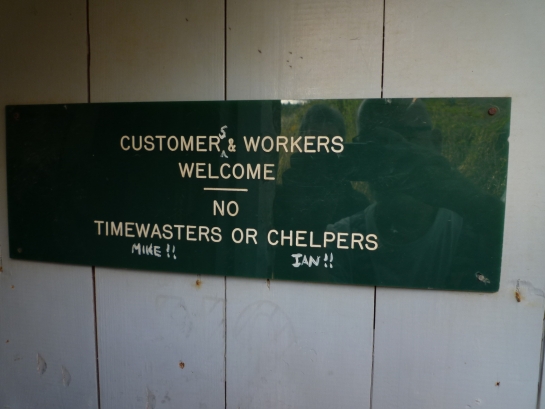 CUSTOMERS & WORKERS
WELCOME
NO
TIMEWASTERS OR CHELPERS
MIKE!! IAN!!